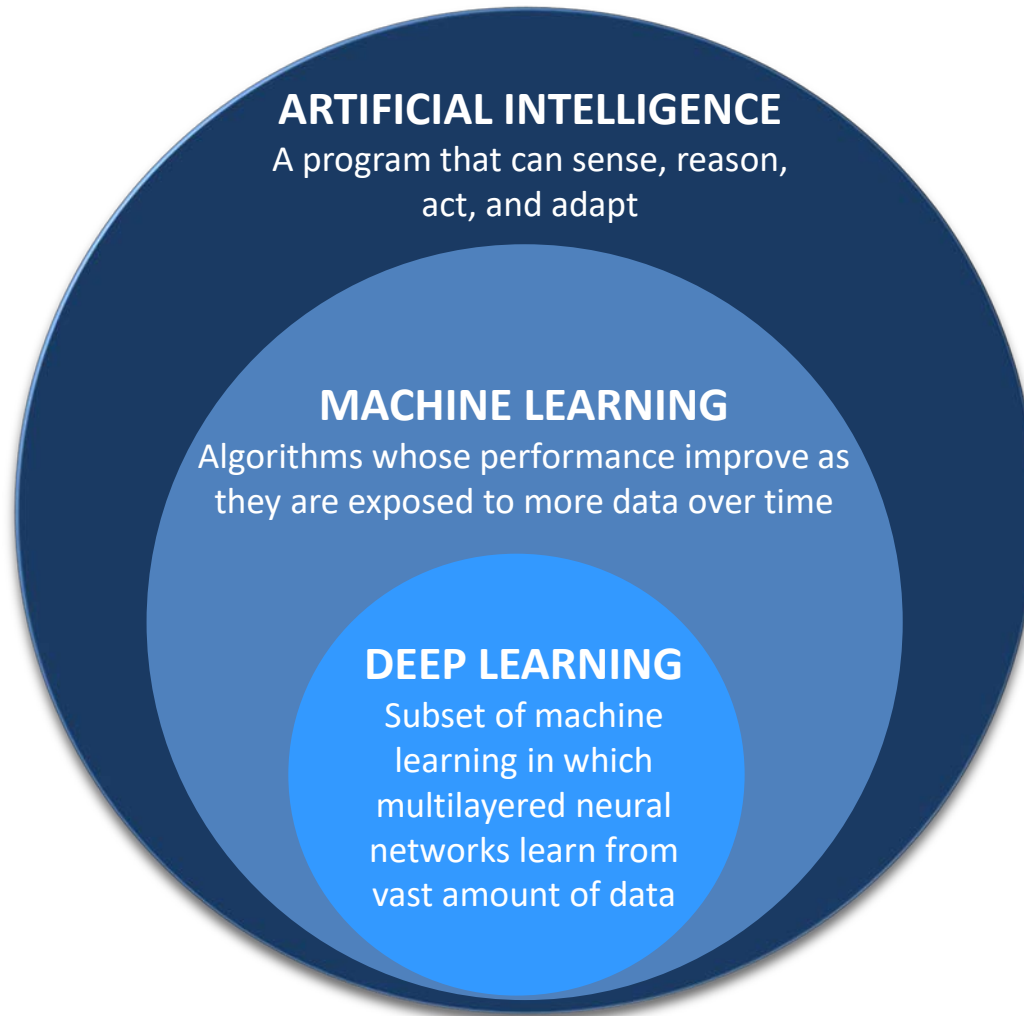 ARTIFICIAL INTELLIGENCE
A program that can sense, reason,
act, and adapt
MACHINE LEARNING
Algorithms whose performance improve as
they are exposed to more data over time
DEEP LEARNING
Subset of machine
learning in which
multilayered neural
networks learn from
vast amount of data